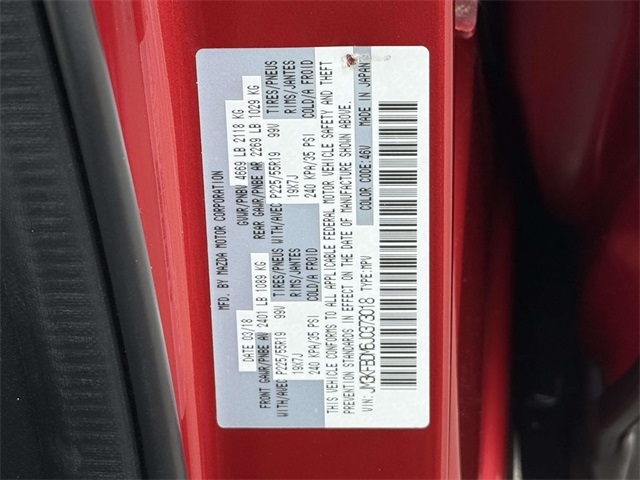 MFD. BY MAZDA MOTOR CORPORATION
DATE 03/18 GVWR/PNBV 4669 LB 2118 KG
FRONT GAWR/PNBE AV 2401 LB 1089 KG REAR GAWR/PNBE AR 2269 LB 1029 KG
TIRES/PNEUS TIRES/PNEUS
WITH/AVEC P225/55R19 99V RIMS/JANTES WITH/AVEC P225/55R19 99V RIMS/JANTES
19X7J COLD/A FROID 19X7J COLD/A FROID
240 KPA/35 PSI 240 KPA/35 PSI
THIS VEHICLE CONFORMS TO ALL APPLICABLE FEDERAL MOTOR VEHICLE SAFETY AND THEFT
PREVENTION STANDARDS IN EFFECT ON THE DATE OF MANUFACTURE SHOWN ABOVE.
VIN: JM3KFBDM6J0373018 TYPE:MPV COLOR CODE:46V MADE IN JAPAN